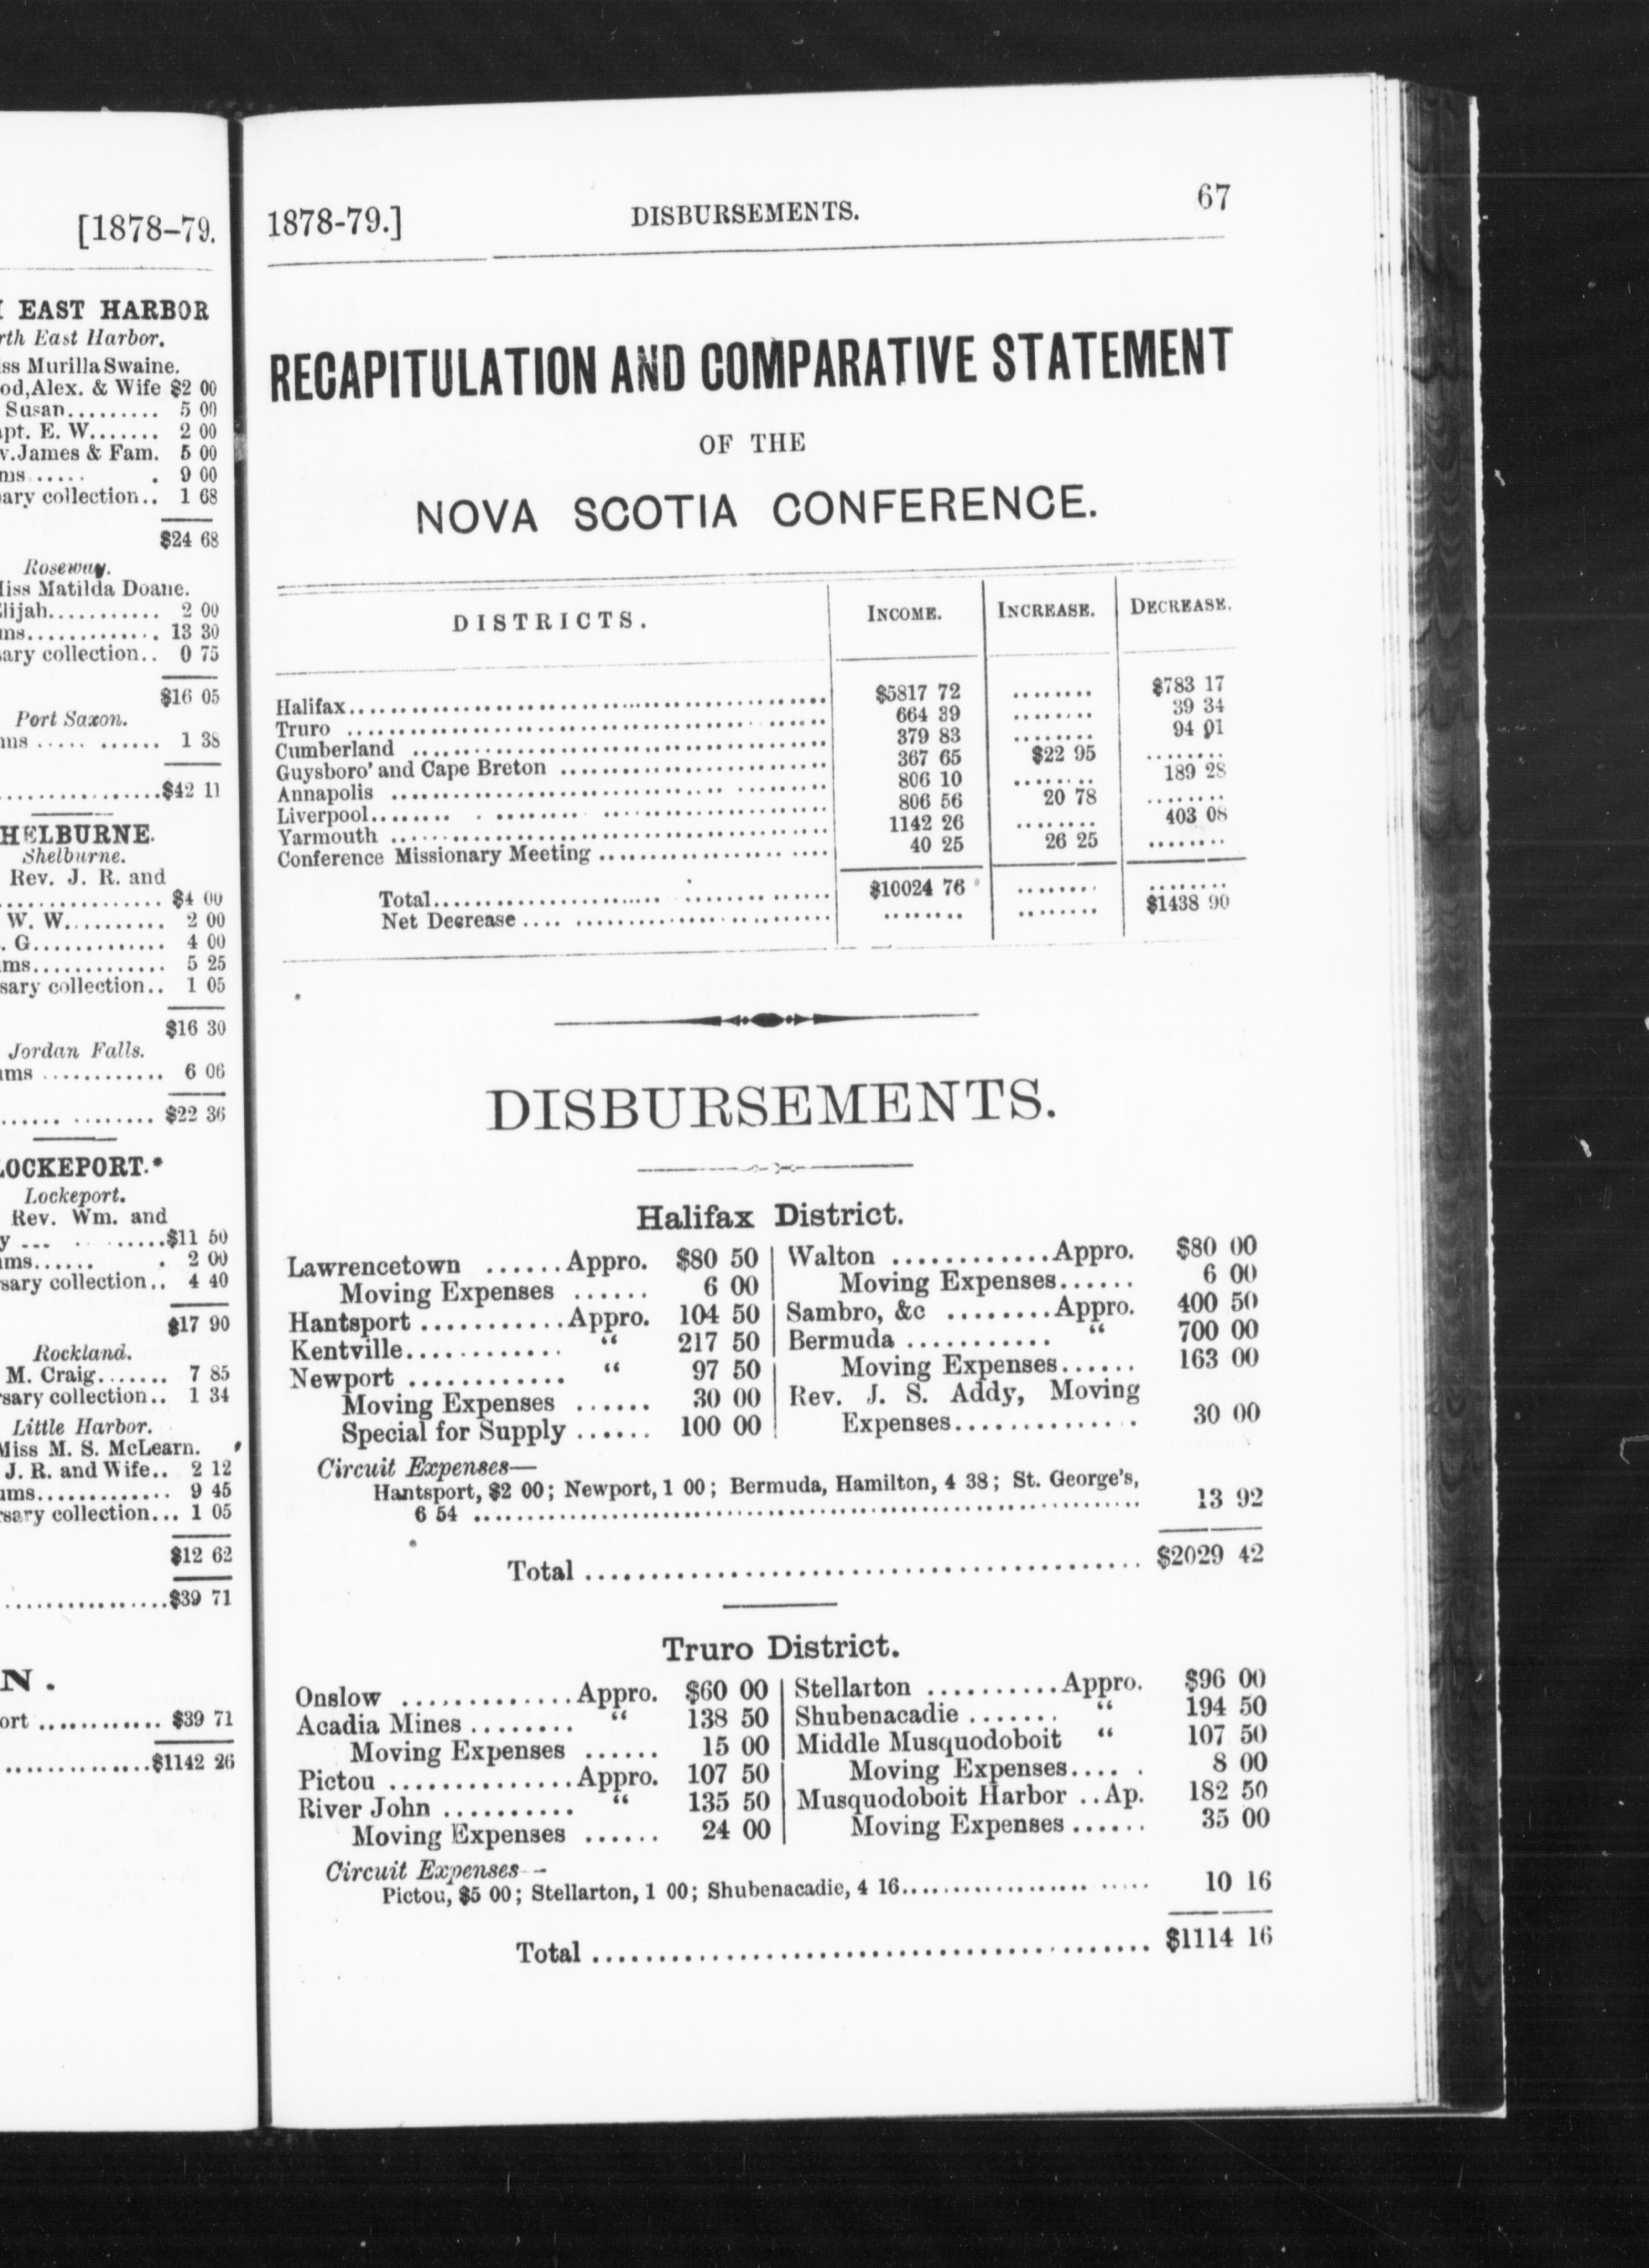 [1878–79.
EAST HARBOR
rth East Harbor.
ss Murilla Swaine.
od, Alex. & Wife $2 00
Susan......... 5 00
pt. E. W....... 2 00
v. James & Fam. 5 00
ms ..... . 9 00
ary collection.. 1 68
$24 68
Roseway.
iss Matilda Doane.
lijah........... 2 00
ms............. 13 30
ary collection.. 0 75
$16 05
Port Saxon.
ms ..... ...... 1 38
................$42 11
HELBURNE.
Shelburne.
Rev. J. R. and
................ $4 00
W. W.......... 2 00
. G............. 4 00
ms............. 5 25
sary collection.. 1 05
$16 30
Jordan Falls.
ms ............ 6 06
...... ........ $22 36
LOCKEPORT.
Lockeport.
Rev. Wm. and
y ... . ......$11 50
ms...... . 2 00
sary collection.. 4 40
$17 90
Rockland.
M. Craig....... 7 85
rsary collection.. 1 34
Little Harbor.
Miss M. S. McLearn.
J. R. and Wife.. 2 12
ms............. 9 45
rsary collection... 1 05
$12 62
................$39 71
N.
ort ............ $39 71
..............$1142 26
1878-79.] DISBURSEMENTS. 67
RECAPITULATION AND COMPARATIVE STATEMENT
OF THE
NOVA SCOTIA CONFERENCE.
DISTRICTS. INCOME. INCREASE. DECREASE.
Halifax........ $5817 72 ........ $783 17
Truro ........ 664 39 ........ 39 34
Cumberland ........ 379 83 ........ 94 01
Guysboro' and Cape Breton ........ 367 65 $22 95 ........
Annapolis ........ 806 10 ........ 189 28
Liverpool........ 806 56 20 78 ........
Yarmouth ........ 1142 26 ........ 403 08
Conference Missionary Meeting ........ 40 25 26 25 ........
Total........ $10024 76 ........ ........
Net Decrease ........ ........ ........ $1438 90
DISBURSEMENTS.
Halifax District.
Lawrencetown ......Appro. $80 50
Moving Expenses ...... 6 00
Hantsport ...........Appro. 104 50
Kentville............ “ 217 50
Newport ............ “ 97 50
Moving Expenses ...... 30 00
Special for Supply ...... 100 00
Walton ............Appro. $80 00
Moving Expenses...... 6 00
Sambro, &c ........Appro. 400 50
Bermuda ........... “ 700 00
Moving Expenses...... 163 00
Rev. J. S. Addy, Moving
Expenses.............. 30 00
Circuit Expenses—
Hantsport, $2 00; Newport, 1 00; Bermuda, Hamilton, 4 38; St. George's,
6 54 ........ 13 92
Total ........ $2029 42
Truro District.
Onslow .............Appro. $60 00
Acadia Mines ........ “ 138 50
Moving Expenses ...... 15 00
Pictou ..............Appro. 107 50
River John .......... “ 135 50
Moving Expenses ...... 24 00
Stellarton ..........Appro. $96 00
Shubenacadie ....... “ 194 50
Middle Musquodoboit “ 107 50
Moving Expenses.... . 8 00
Musquodoboit Harbor ..Ap. 182 50
Moving Expenses ...... 35 00
Circuit Expenses -
Pictou, $5 00; Stellarton, 1 00; Shubenacadie, 4 16........ 10 16
Total ........ $1114 16